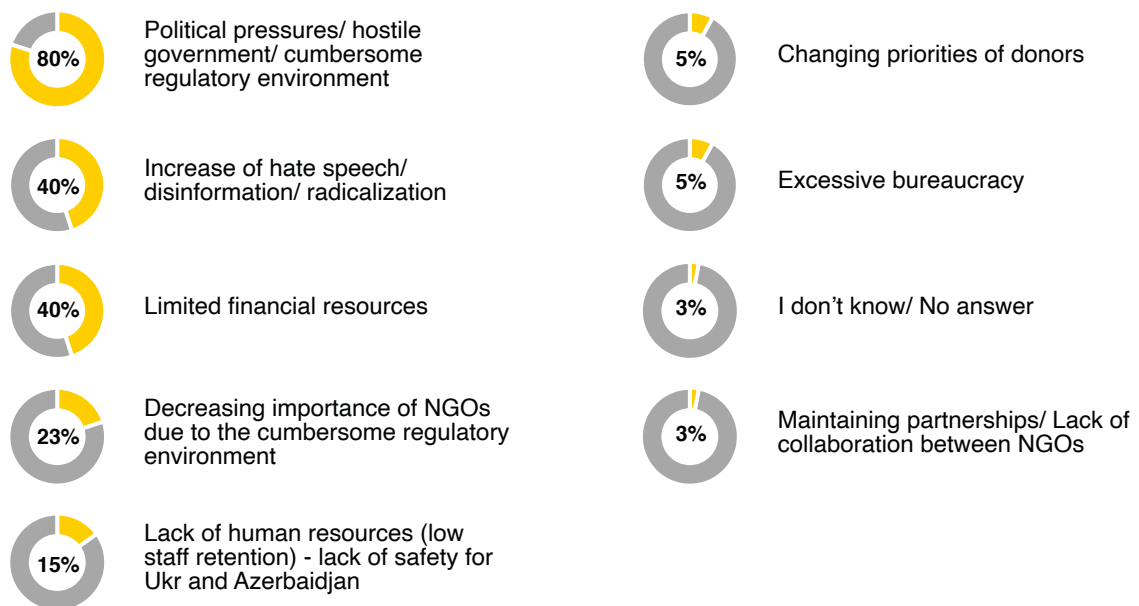 80%
Political pressures/ hostile
government/ cumbersome
regulatory environment
40%
Increase of hate speech/
disinformation/ radicalization
40%
Limited financial resources
23%
Decreasing importance of NGOs
due to the cumbersome regulatory
environment
15%
Lack of human resources (low
staff retention) - lack of safety for
Ukr and Azerbaidjan
5%
Changing priorities of donors
5%
Excessive bureaucracy
3%
I don’t know/ No answer
3%
Maintaining partnerships/ Lack of
collaboration between NGOs